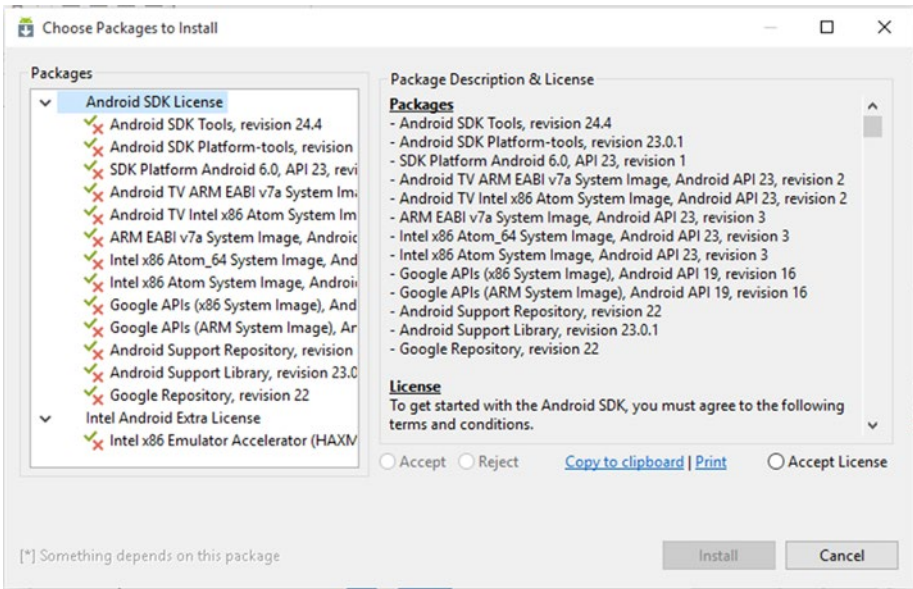 Choose Packages to Install
Packages
Android SDK License
Android SDK Tools, revision 24.4
Android SDK Platform-tools, revision
SDK Platform Android 6.0, API 23, revi
Android TV ARM EABI v7a System Ima
Android TV Intel x86 Atom System Im
ARM EABI v7a System Image, Android
Intel x86 Atom_64 System Image, And
Intel x86 Atom System Image, Androi
Google APIs (x86 System Image), And
Google APIs (ARM System Image), Ar
Android Support Repository, revision
Android Support Library, revision 23.0
Google Repository, revision 22
Intel Android Extra License
Intel x86 Emulator Accelerator (HAXM
Package Description & License
Packages
- Android SDK Tools, revision 24.4
- Android SDK Platform-tools, revision 23.0.1
- SDK Platform Android 6.0, API 23, revision 1
- Android TV ARM EABI v7a System Image, Android API 23, revision 2
- Android TV Intel x86 Atom System Image, Android API 23, revision 2
- ARM EABI v7a System Image, Android API 23, revision 3
- Intel x86 Atom_64 System Image, Android API 23, revision 3
- Intel x86 Atom System Image, Android API 23, revision 3
- Google APIs (x86 System Image), Android API 19, revision 16
- Google APIs (ARM System Image), Android API 19, revision 16
- Android Support Repository, revision 22
- Android Support Library, revision 23.0.1
- Google Repository, revision 22
License
To get started with the Android SDK, you must agree to the following
terms and conditions.
Accept Reject Copy to clipboard | Print Accept License
[*] Something depends on this package
Install Cancel